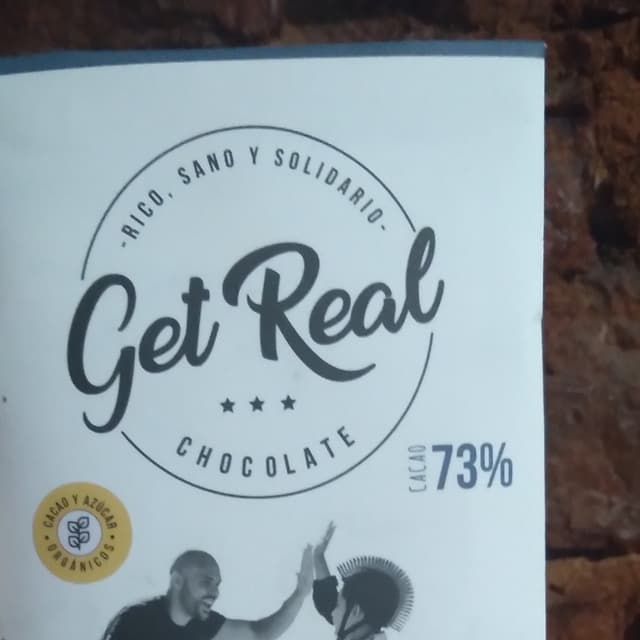 -RICO, SANO Y SOLIDARIO-
Get Real
CHOCOLATE
CACAO 73%
CACAO Y AZÚCAR
• ORGÁNICOS •